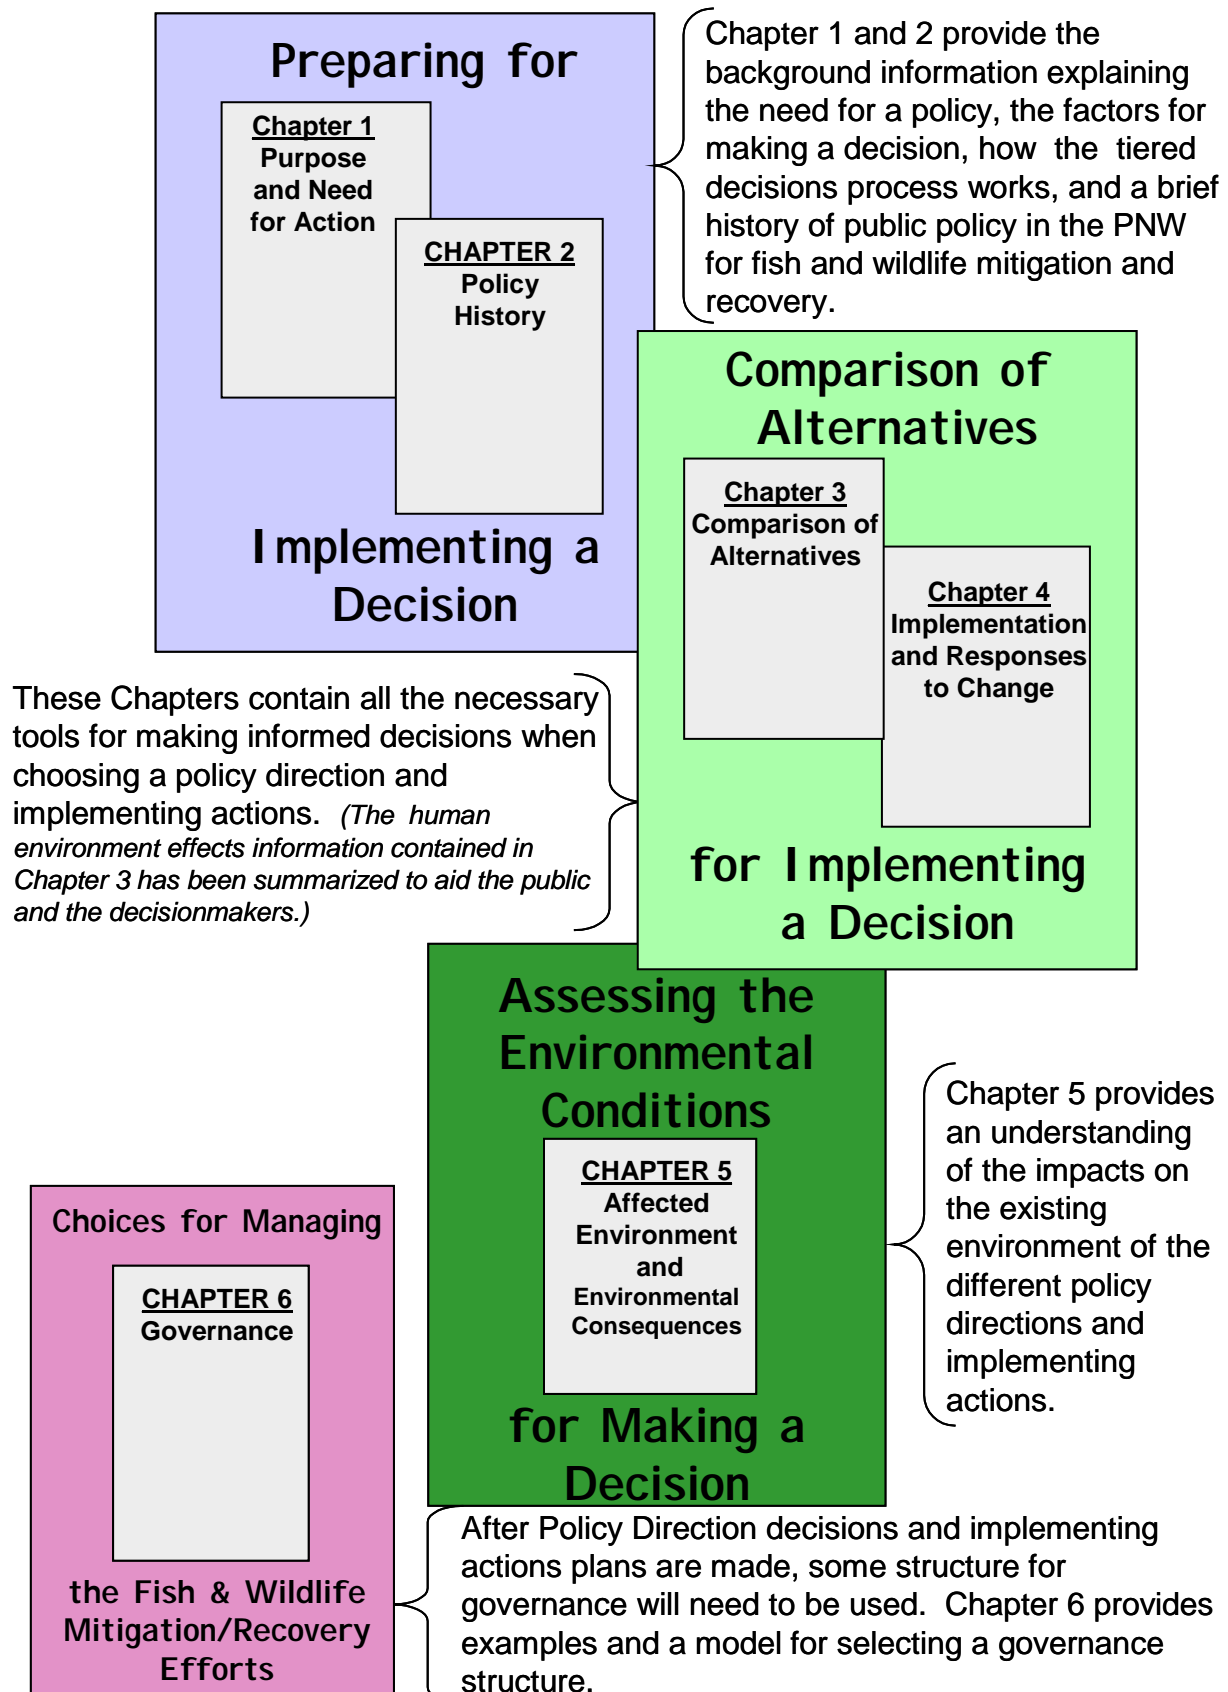 Preparing for
Chapter 1
Purpose
and Need
for Action
CHAPTER 2
Policy
History
Implementing a
Decision
Chapter 1 and 2 provide the
background information explaining
the need for a policy, the factors for
making a decision, how the tiered
decisions process works, and a brief
history of public policy in the PNW
for fish and wildlife mitigation and
recovery.
Comparison of
Alternatives
Chapter 3
Comparison of
Alternatives
Chapter 4
Implementation
and Responses
to Change
for Implementing
a Decision
These Chapters contain all the necessary
tools for making informed decisions when
choosing a policy direction and
implementing actions. (The human
environment effects information contained in
Chapter 3 has been summarized to aid the public
and the decisionmakers.)
Assessing the
Environmental
Conditions
CHAPTER 5
Affected
Environment
and
Environmental
Consequences
for Making a
Decision
Chapter 5 provides
an understanding
of the impacts on
the existing
environment of the
different policy
directions and
implementing
actions.
Choices for Managing
CHAPTER 6
Governance
the Fish & Wildlife
Mitigation/Recovery
Efforts
After Policy Direction decisions and implementing
actions plans are made, some structure for
governance will need to be used. Chapter 6 provides
examples and a model for selecting a governance
structure.